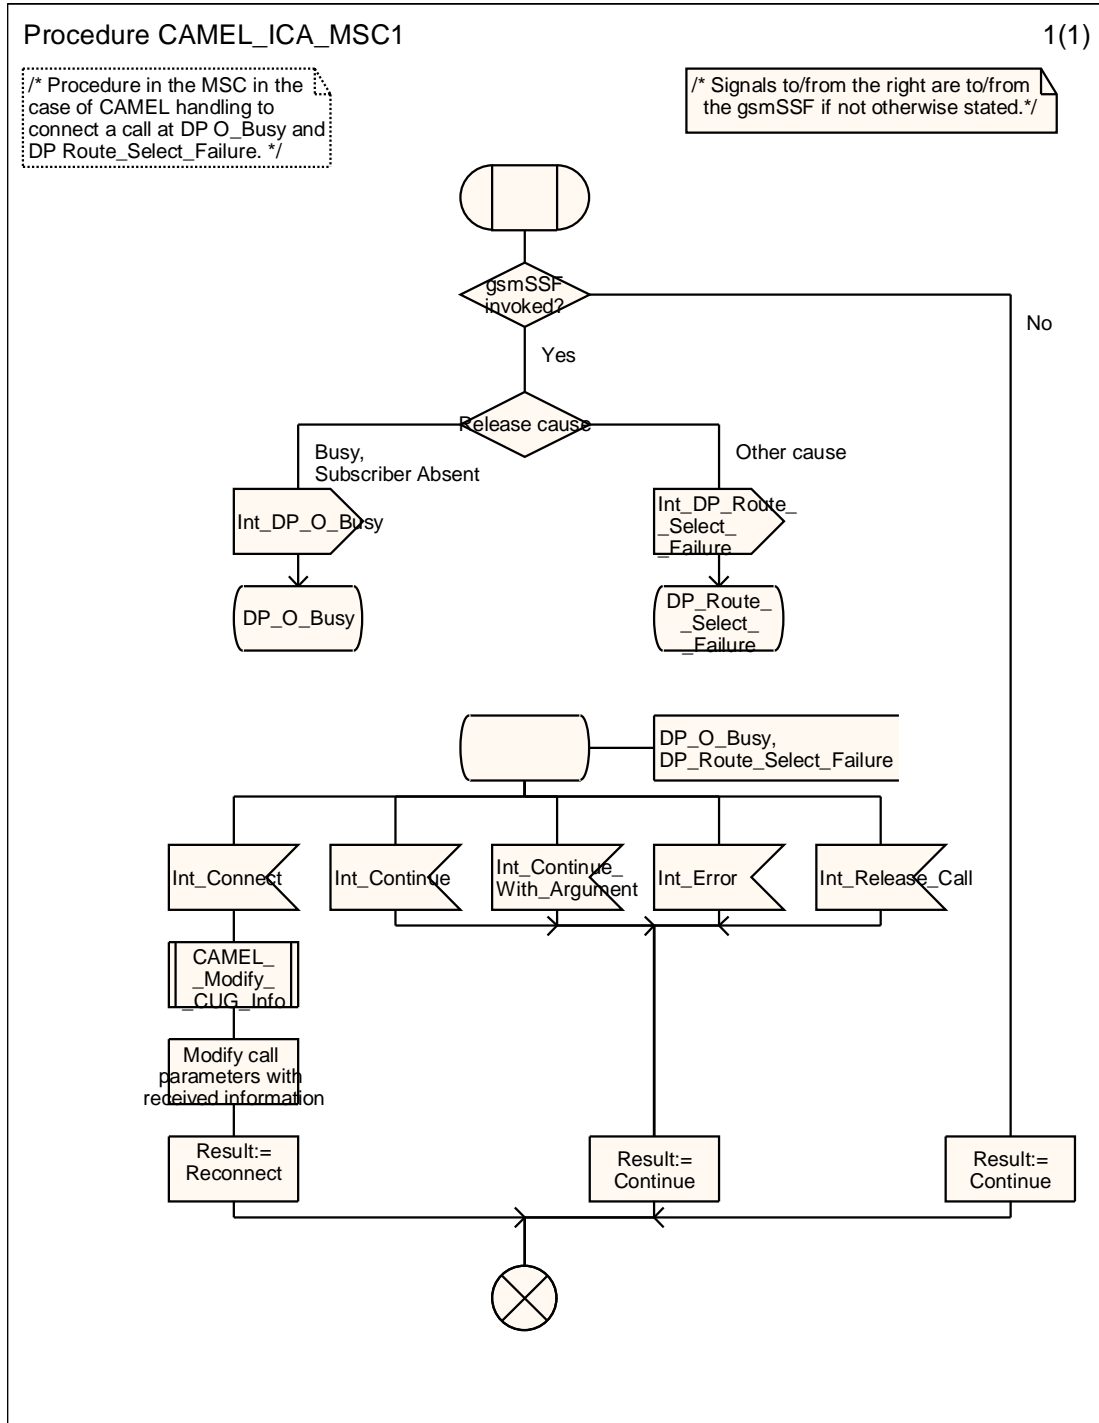 Procedure CAMEL_ICA_MSC1
1(1)
/* Procedure in the MSC in the
case of CAMEL handling to
connect a call at DP O_Busy and
DP Route_Select_Failure. */
/* Signals to/from the right are to/from
the gsmSSF if not otherwise stated.*/
gsmSSF
invoked?
No
Yes
Release cause
Busy,
Subscriber Absent
Other cause
Int_DP_O_Busy
Int_DP_Route_
_Select_
_Failure
DP_O_Busy
DP_Route_
_Select_
_Failure
DP_O_Busy,
DP_Route_Select_Failure
Int_Connect
Int_Continue
Int_Continue_
With_Argument
Int_Error
Int_Release_Call
CAMEL_
_Modify_
_CUG_Info
Modify call
parameters with
received information
Result:=
Reconnect
Result:=
Continue
Result:=
Continue